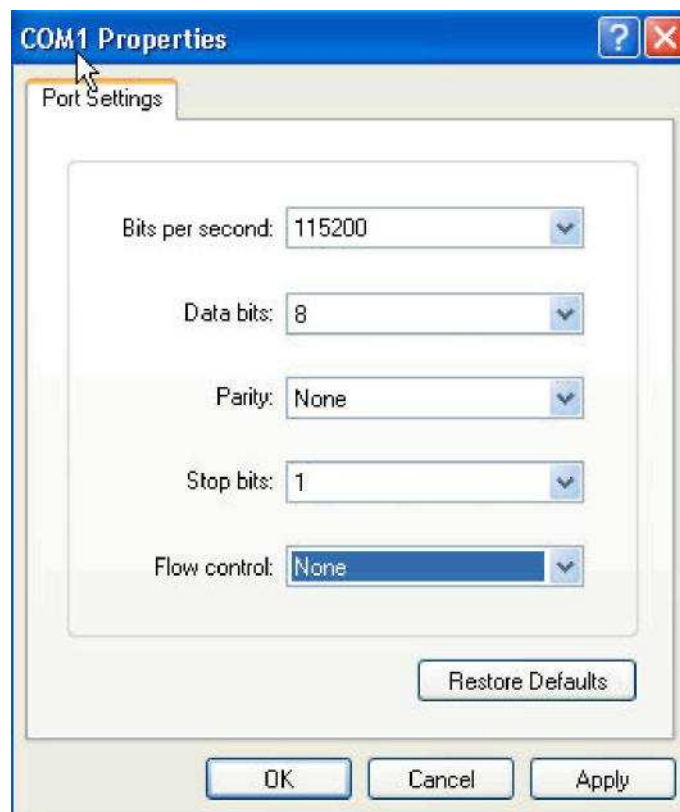 COM1 Properties
Port Settings
Bits per second: 115200
Data bits: 8
Parity: None
Stop bits: 1
Flow control: None
Restore Defaults
OK Cancel Apply